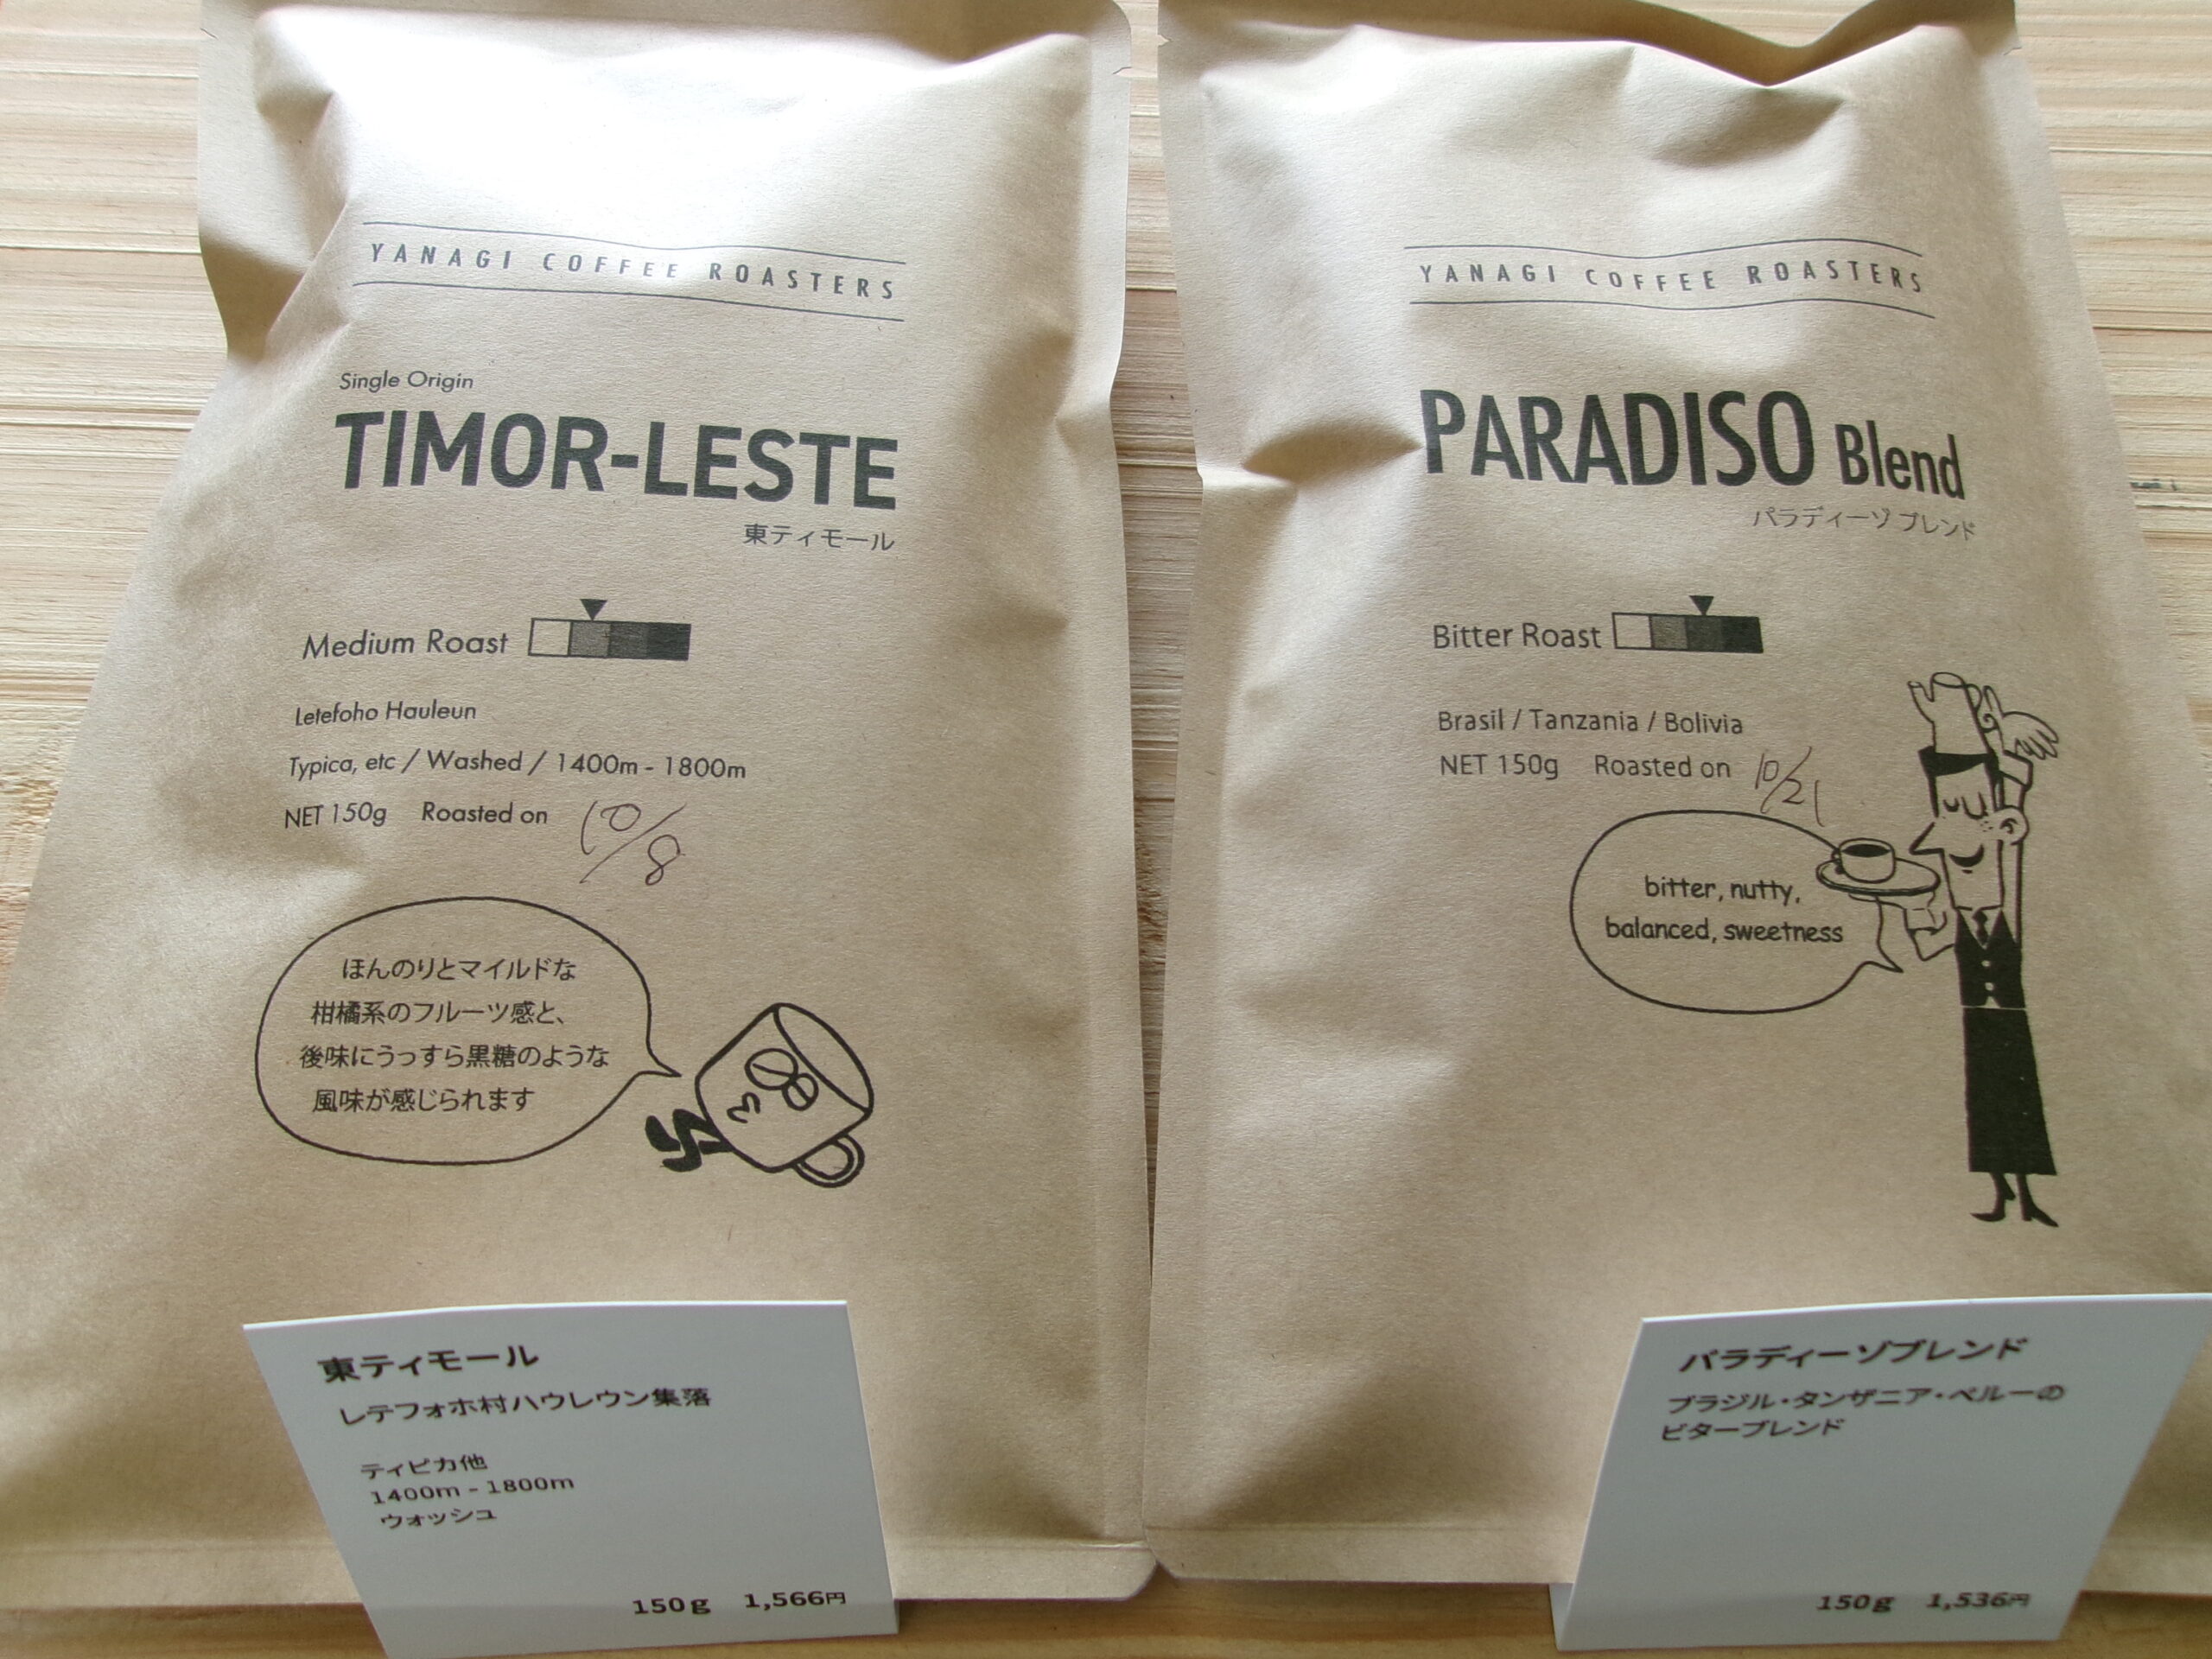 YANAGI COFFEE ROASTERS
Single Origin
TIMOR-LESTE
東ティモール
Medium Roast
Letefoho Hauleun
Typica, etc / Washed / 1400m - 1800m
NET 150g Roasted on 10/8
ほんのりとマイルドな
柑橘系のフルーツ感と、
後味にうっすら黒糖のような
風味が感じられます
東ティモール
レテフォホ村ハウレウン集落
ティピカ他
1400m - 1800m
ウォッシュ
150g 1,566円
YANAGI COFFEE ROASTERS
PARADISO Blend
パラディーゾ ブレンド
Bitter Roast
Brasil / Tanzania / Bolivia
NET 150g Roasted on 10/21
bitter, nutty,
balanced, sweetness
パラディーゾブレンド
ブラジル・タンザニア・ペルーの
ビターブレンド
150g 1,536円